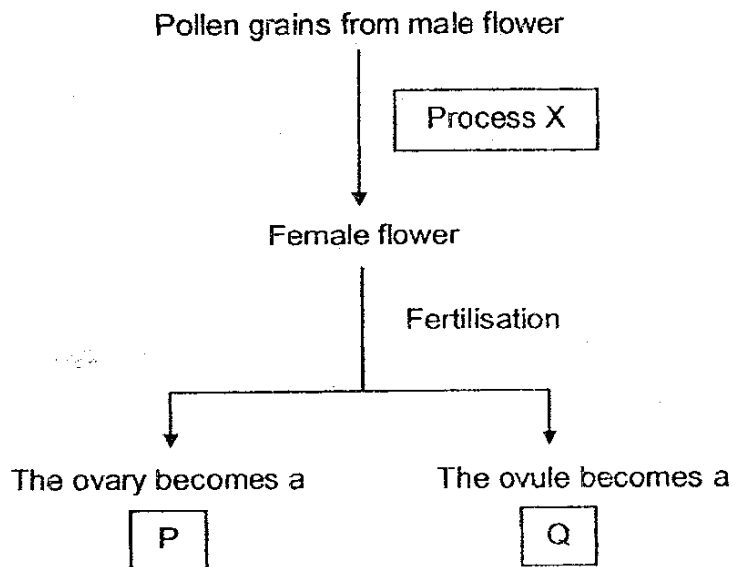 Pollen grains from male flower
Process X
Female flower
Fertilisation
The ovary becomes a
P
The ovule becomes a
Q